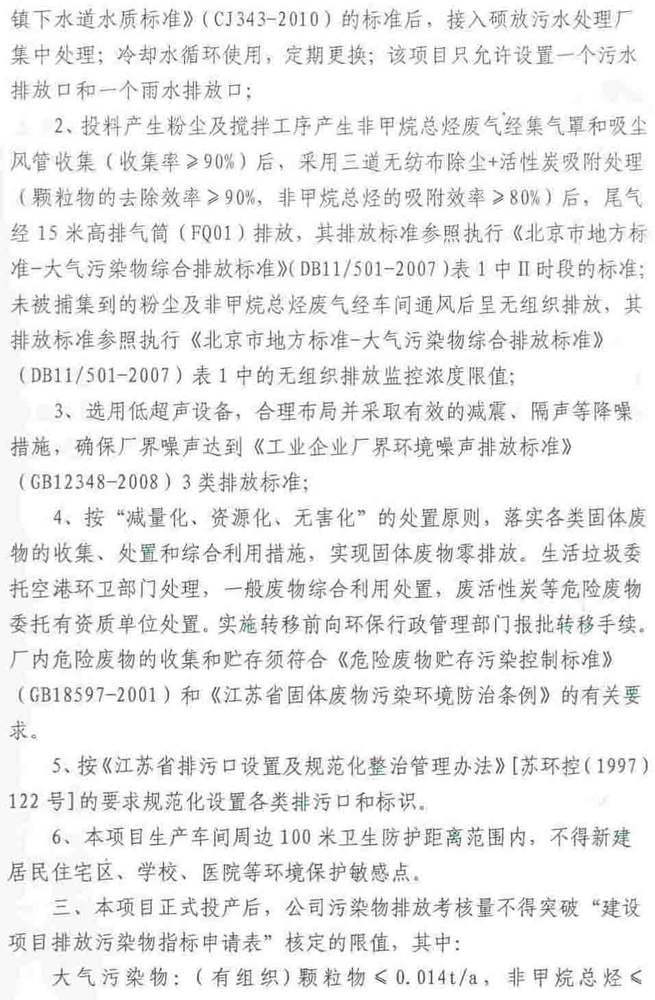 镇下水道水质标准》(CJ343-2010)的标准后，接入硕放污水处理厂
集中处理；冷却水循环使用，定期更换；该项目只允许设置一个污水
排放口和一个雨水排放口；
2、投料产生粉尘及搅拌工序产生非甲烷总烃废气经集气罩和吸尘
风管收集（收集率≥90%）后，采用三道无纺布除尘+活性炭吸附处理
（颗粒物的去除效率≥90%，非甲烷总烃的吸附效率≥80%）后，尾气
经 15 米高排气筒（FQ01）排放，其排放标准参照执行《北京市地方标
准-大气污染物综合排放标准》(DB11/501-2007)表 1 中 II 时段的标准；
未被捕集到的粉尘及非甲烷总烃废气经车间通风后呈无组织排放，其
排放标准参照执行《北京市地方标准-大气污染物综合排放标准》
（DB11/501-2007）表 1 中的无组织排放监控浓度限值；
3、选用低超声设备，合理布局并采取有效的减震、隔声等降噪
措施，确保厂界噪声达到《工业企业厂界环境噪声排放标准》
（GB12348-2008）3 类排放标准；
4、按“减量化、资源化、无害化”的处置原则，落实各类固体废
物的收集、处置和综合利用措施，实现固体废物零排放。生活垃圾委
托空港环卫部门处理，一般废物综合利用处置，废活性炭等危险废物
委托有资质单位处置。实施转移前向环保行政管理部门报批转移手续。
厂内危险废物的收集和贮存须符合《危险废物贮存污染控制标准》
（GB18597-2001）和《江苏省固体废物污染环境防治条例》的有关要
求。
5、按《江苏省排污口设置及规范化整治管理办法》[苏环控(1997)
122 号]的要求规范化设置各类排污口和标识。
6、本项目生产车间周边 100 米卫生防护距离范围内，不得新建
居民住宅区、学校、医院等环境保护敏感点。
三、本项目正式投产后，公司污染物排放考核量不得突破“建设
项目排放污染物指标申请表”核定的限值，其中：
大气污染物：（有组织）颗粒物≤0.014t/a，非甲烷总烃≤